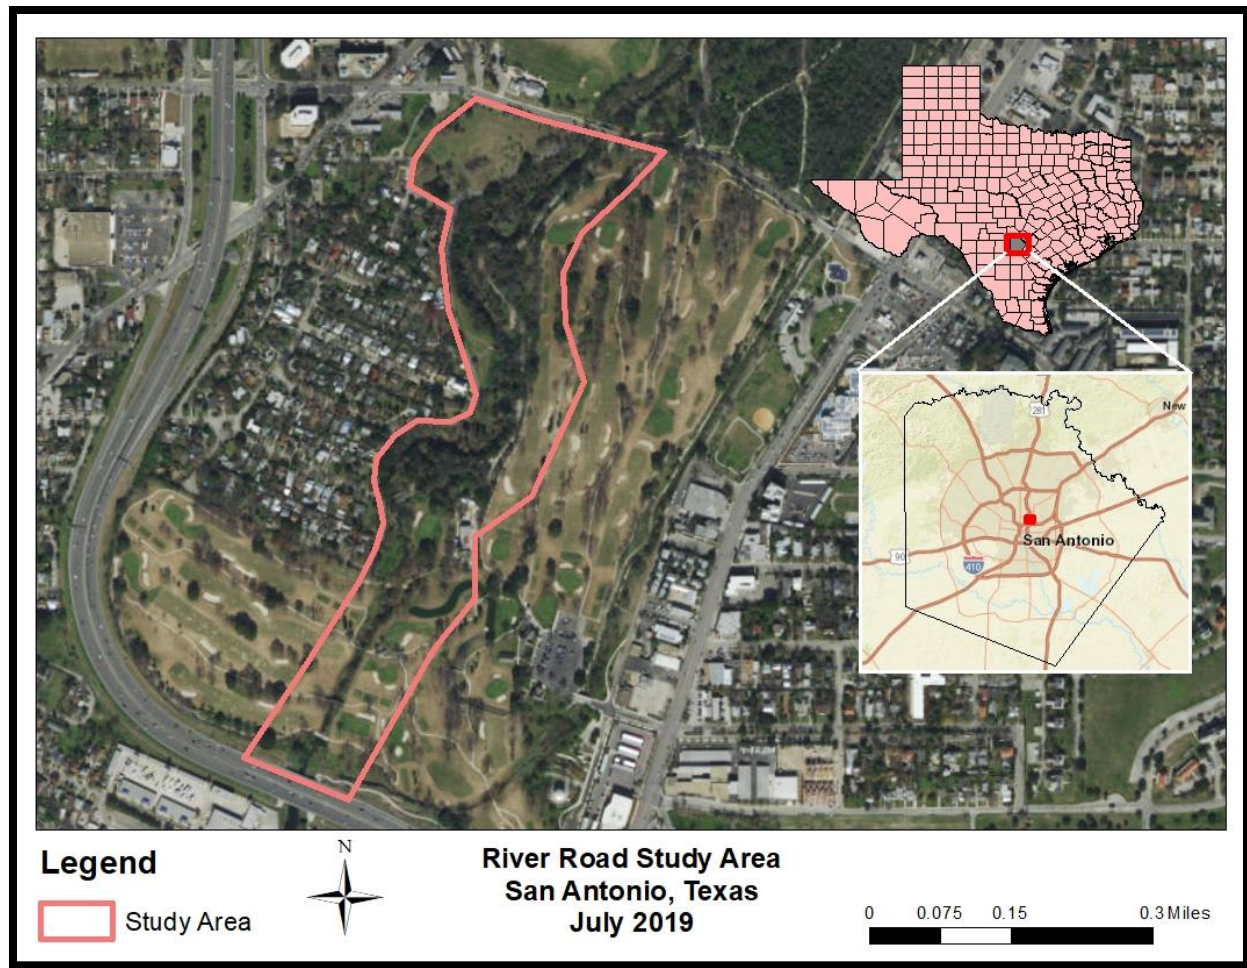 281
New
San Antonio
90
410
Legend
Study Area
N
River Road Study Area
San Antonio, Texas
July 2019
0 0.075 0.15 0.3 Miles